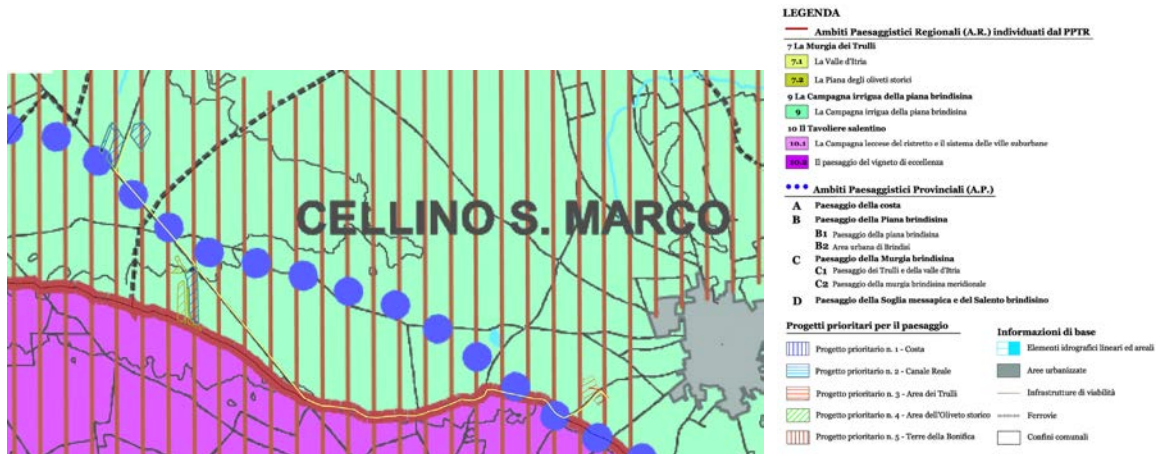 LEGENDA
Ambiti Paesaggistici Regionali (A.R.) individuati dal PPTR
7 La Murgia dei Trulli
7.1 La Valle d'Itria
7.2 La Piana degli oliveti storici
9 La Campagna irrigua della piana brindisina
9 La Campagna irrigua della piana brindisina
10 Il Tavoliere salentino
10.1 La Campagna leccese del ristretto e il sistema delle ville suburbane
10.2 Il paesaggio del vigneto di eccellenza
Ambiti Paesaggistici Provinciali (A.P.)
A Paesaggio della costa
B Paesaggio della Piana brindisina
B1 Paesaggio della piana brindisina
B2 Area urbana di Brindisi
C Paesaggio della Murgia brindisina
C1 Paesaggio dei Trulli e della valle d'Itria
C2 Paesaggio della murgia brindisina meridionale
D Paesaggio della Soglia messapica e del Salento brindisino
Progetti prioritari per il paesaggio
Progetto prioritario n. 1 - Costa
Progetto prioritario n. 2 - Canale Reale
Progetto prioritario n. 3 - Area dei Trulli
Progetto prioritario n. 4 - Area dell'Oliveto storico
Progetto prioritario n. 5 - Terre della Bonifica
Informazioni di base
Elementi idrografici lineari ed areali
Aree urbanizzate
Infrastrutture di viabilità
Ferrovie
Confini comunali
CELLINO S. MARCO